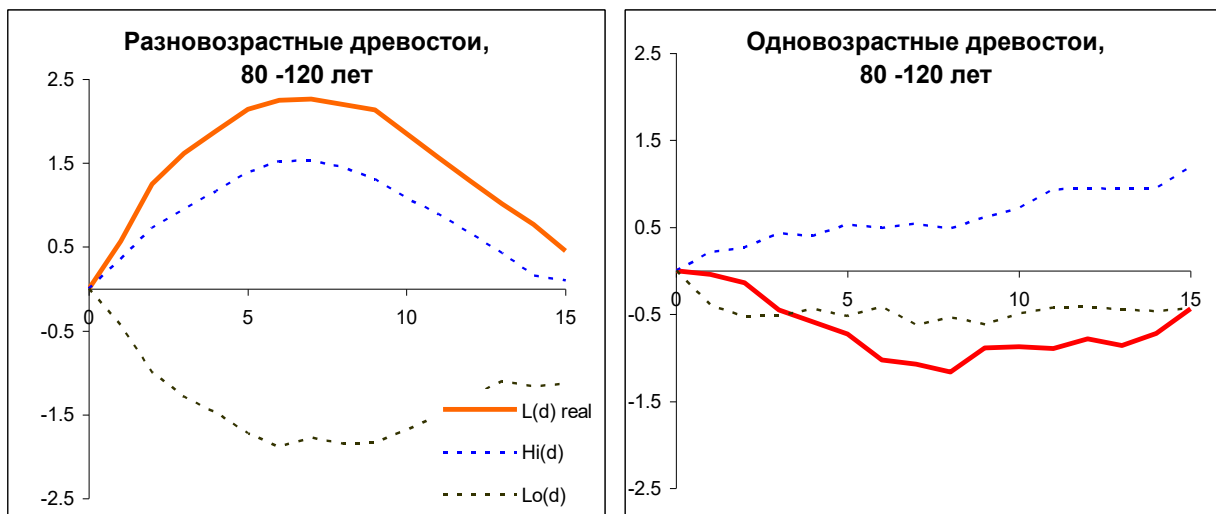 Разновозрастные древостои,
80 -120 лет
2.5
1.5
0.5
-0.5
-1.5
-2.5
0
5
10
15
L(d) real
Hi(d)
Lo(d)
Одновозрастные древостои,
80 -120 лет
2.5
1.5
0.5
-0.5
-1.5
-2.5
0
5
10
15